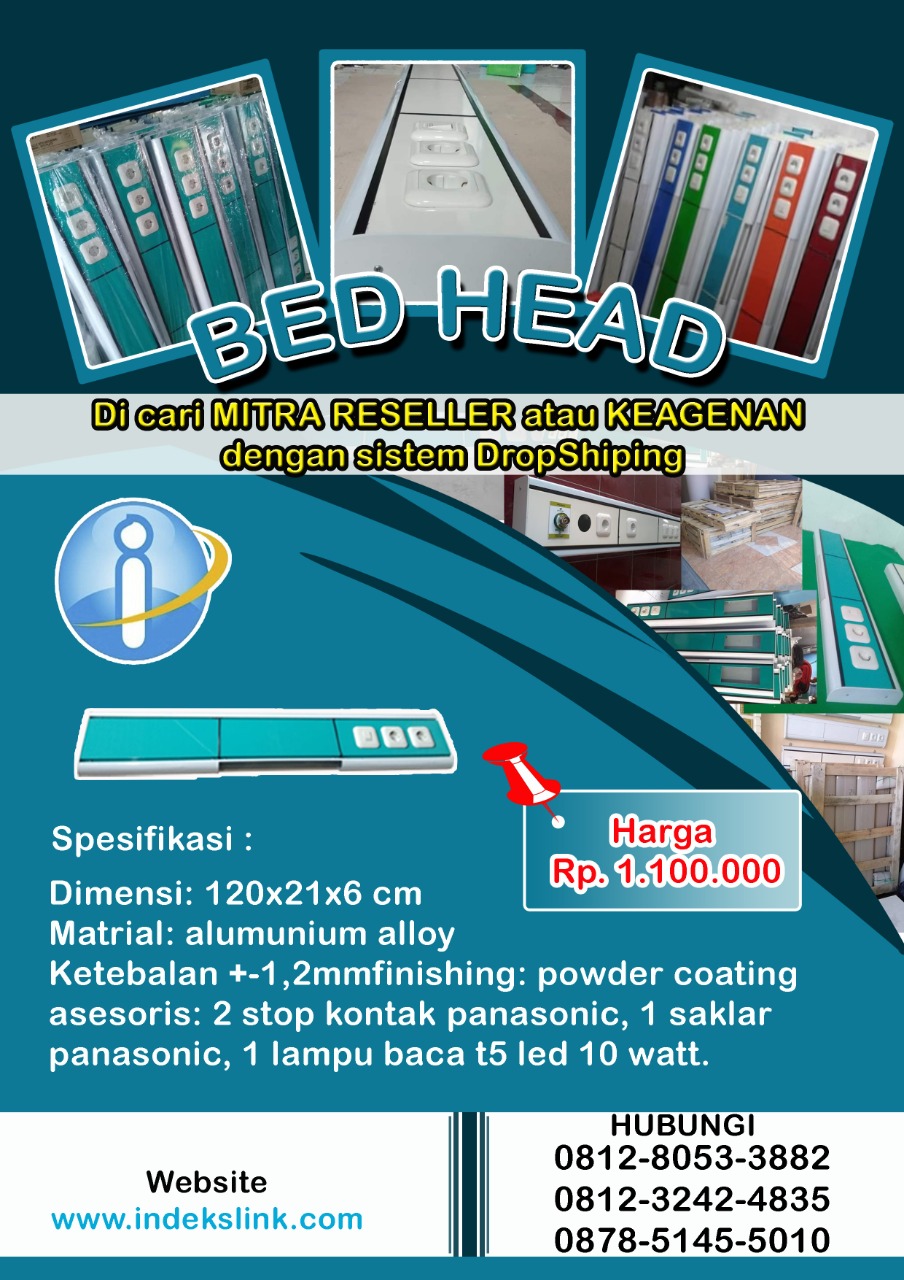 BED HEAD
Di cari MITRA RESELLER atau KEAGENAN
dengan sistem DropShiping
i
Harga
Rp. 1.100.000
Spesifikasi :
Dimensi: 120x21x6 cm
Matrial: alumunium alloy
Ketebalan +-1,2mmfinishing: powder coating
asesoris: 2 stop kontak panasonic, 1 saklar
panasonic, 1 lampu baca t5 led 10 watt.
Website
www.indekslink.com
HUBUNGI
0812-8053-3882
0812-3242-4835
0878-5145-5010